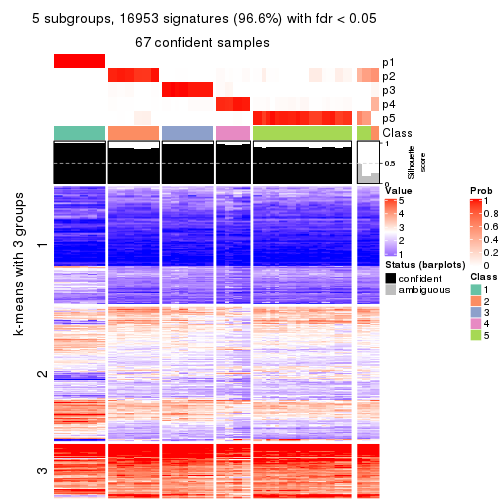 5 subgroups, 16953 signatures (96.6%) with fdr < 0.05
67 confident samples
p1
p2
p3
p4
p5
Class
1
0.5
0
Silhouette
score
k-means with 3 groups
1
2
3
Value
5
4
3
2
1
Status (barplots)
confident
ambiguous
Prob
1
0.8
0.6
0.4
0.2
0
Class
1
2
3
4
5